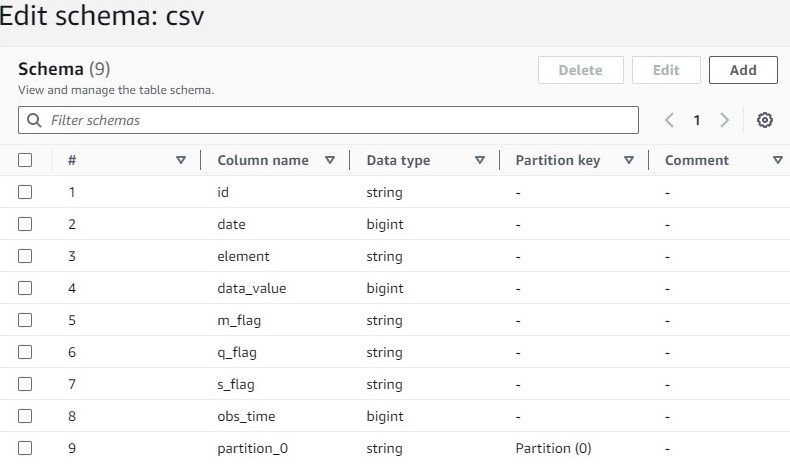 Edit schema: csv
Schema (9)
View and manage the table schema.
Delete Edit Add
Filter schemas
1
# Column name Data type Partition key Comment
1 id string - -
2 date bigint - -
3 element string - -
4 data_value bigint - -
5 m_flag string - -
6 q_flag string - -
7 s_flag string - -
8 obs_time bigint - -
9 partition_0 string Partition (0) -